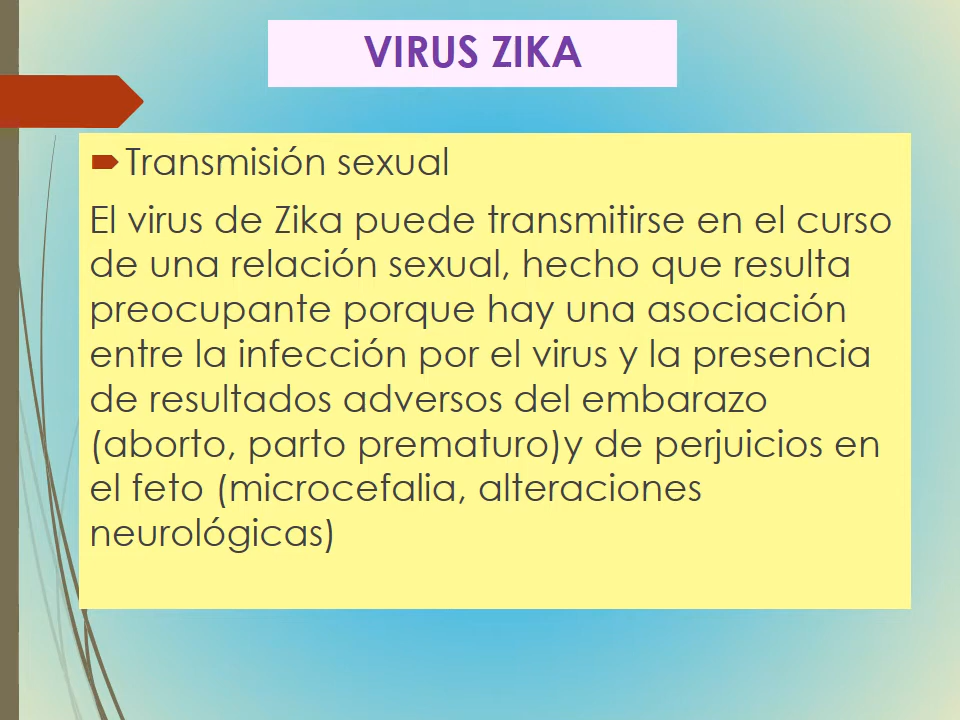 VIRUS ZIKA
Transmisión sexual
El virus de Zika puede transmitirse en el curso
de una relación sexual, hecho que resulta
preocupante porque hay una asociación
entre la infección por el virus y la presencia
de resultados adversos del embarazo
(aborto, parto prematuro)y de perjuicios en
el feto (microcefalia, alteraciones
neurológicas)